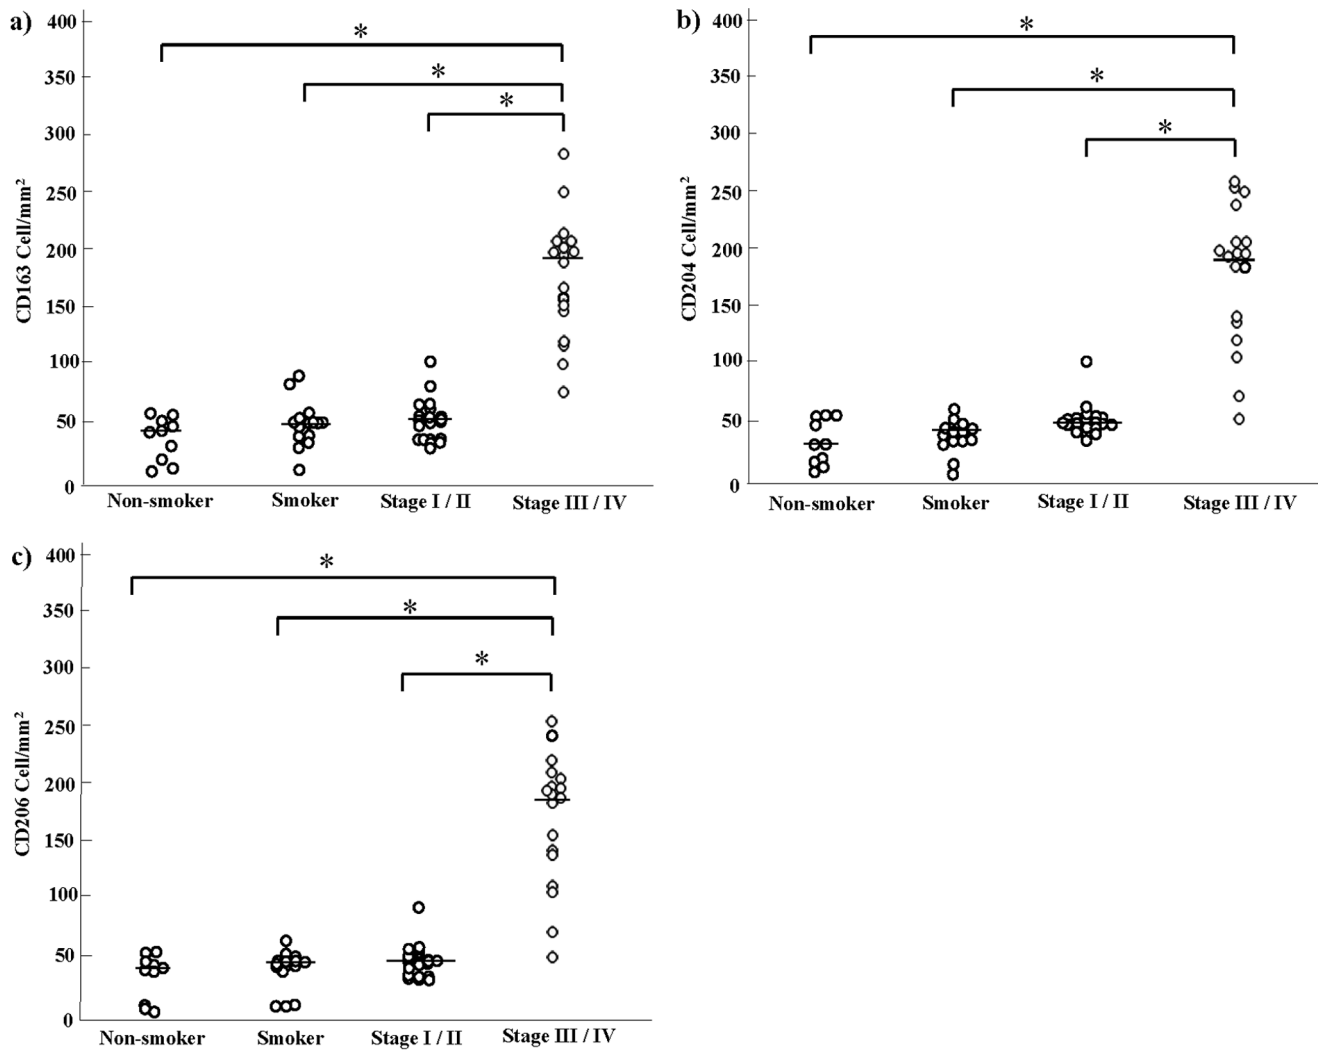 a)
400
350
300
250
200
150
100
50
0
CD163 Cell/mm²
*
*
*
Non-smoker
Smoker
Stage I / II
Stage III / IV
b)
400
350
300
250
200
150
100
50
0
CD204 Cell/mm²
*
*
*
Non-smoker
Smoker
Stage I / II
Stage III / IV
c)
400
350
300
250
200
150
100
50
0
CD206 Cell/mm²
*
*
*
Non-smoker
Smoker
Stage I / II
Stage III / IV